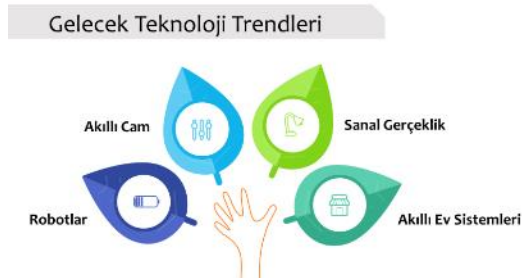 Gelecek Teknoloji Trendleri
Akıllı Cam
Sanal Gerçeklik
Robotlar
Akıllı Ev Sistemleri